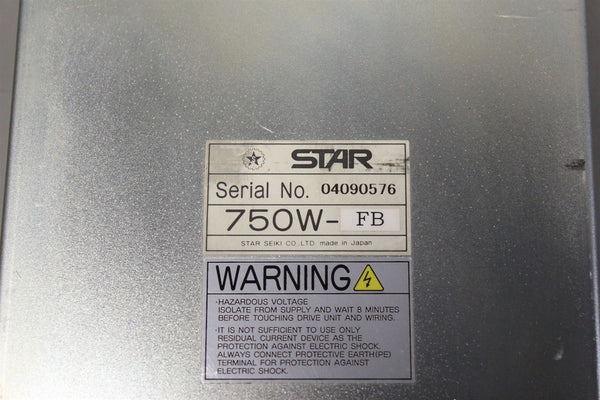 STAR
Serial No. 04090576
750W- FB
STAR SEIKI CO.,LTD. made in Japan
WARNING
·HAZARDOUS VOLTAGE
ISOLATE FROM SUPPLY AND WAIT 8 MINUTES
BEFORE TOUCHING DRIVE UNIT AND WIRING.
·IT IS NOT SUFFICIENT TO USE ONLY
RESIDUAL CURRENT DEVICE AS THE
PROTECTION AGAINST ELECTRIC SHOCK.
ALWAYS CONNECT PROTECTIVE EARTH(PE)
TERMINAL FOR PROTECTION AGAINST
ELECTRIC SHOCK.